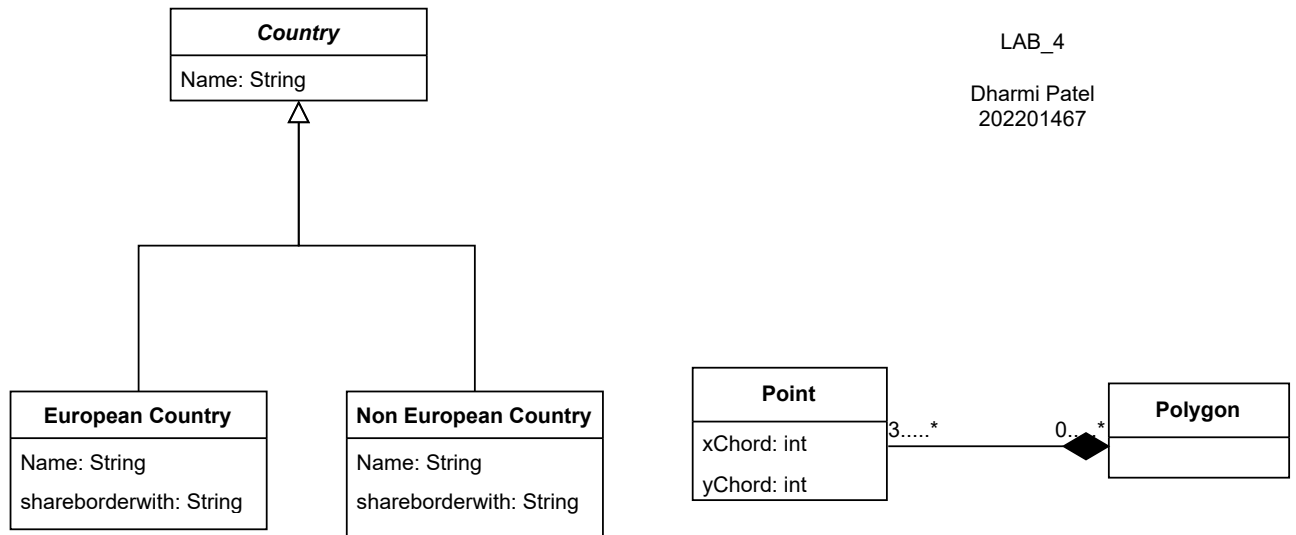 Country
Name: String
LAB_4
Dharmi Patel
202201467
European Country
Name: String
shareborderwith: String
Non European Country
Name: String
shareborderwith: String
Point
xChord: int
yChord: int
3.....*
0.....*
Polygon